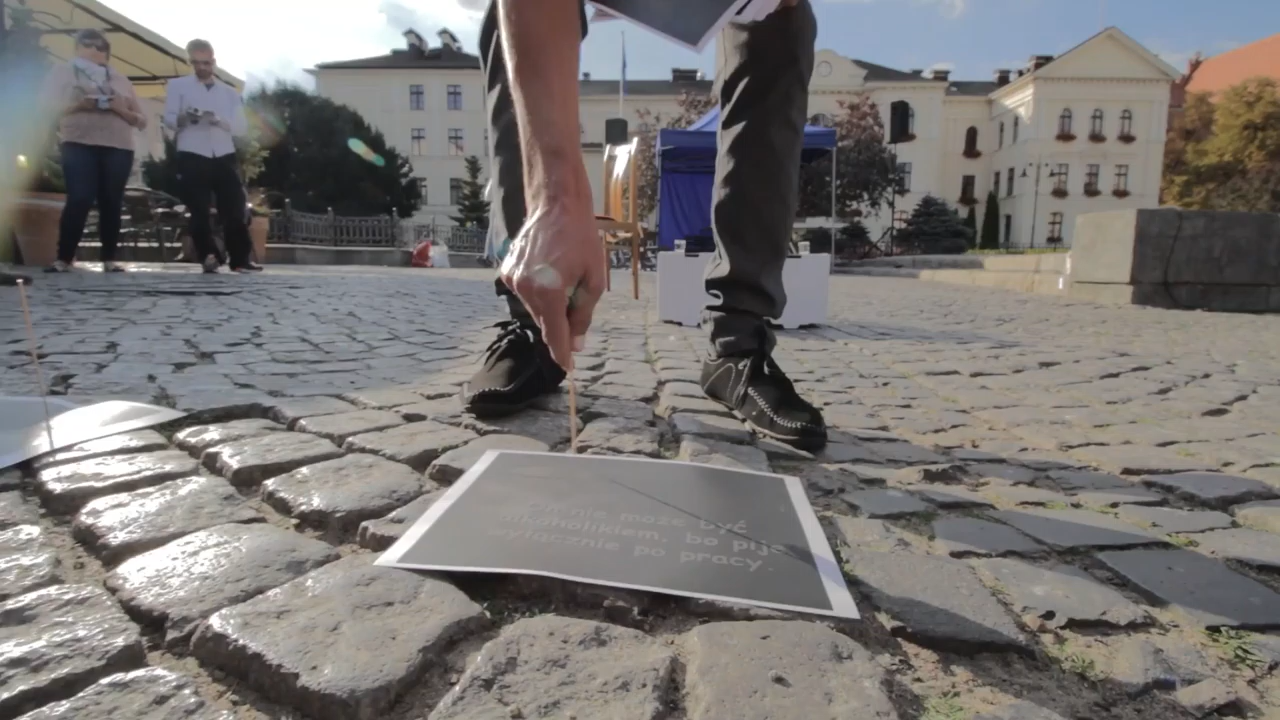 nie może być
alkoholikiem, bo pije
wyłącznie po pracy.